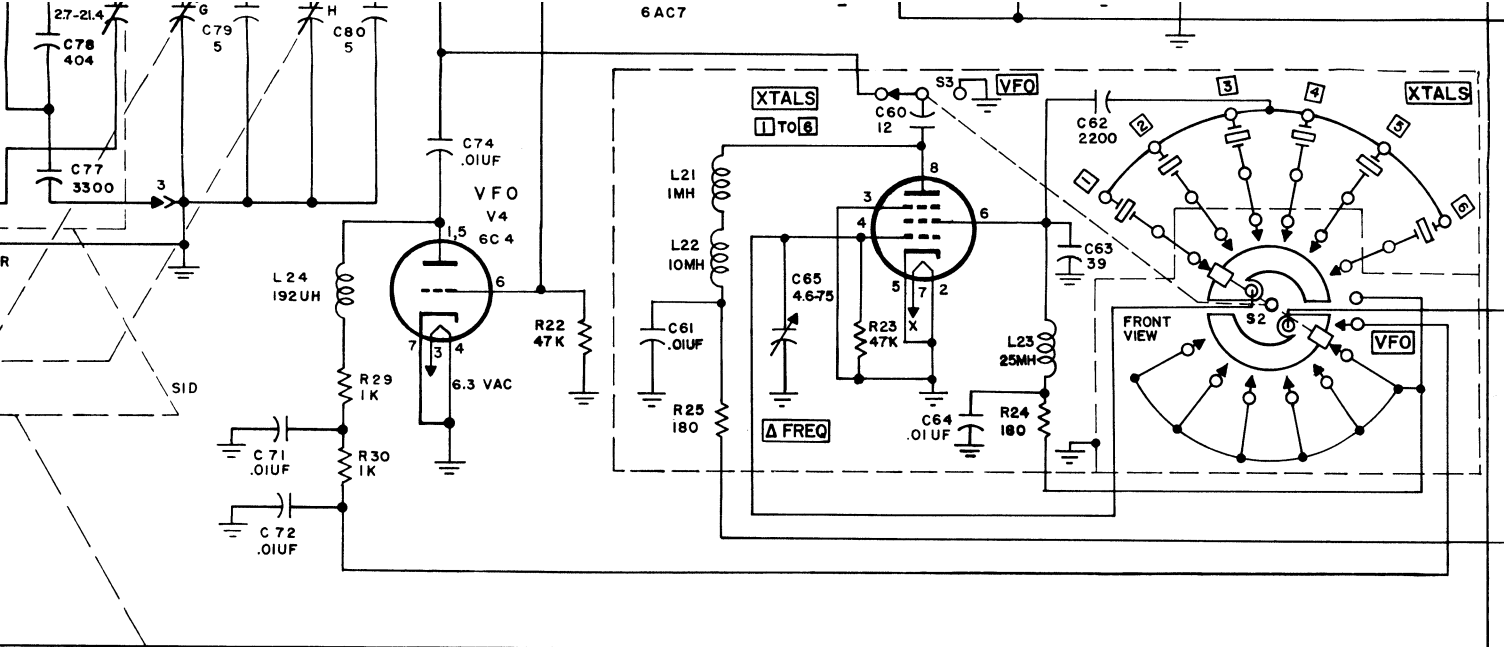 2.7-21.4
G
H
6AC7
C78
404
C79
5
C80
5
C77
3300
3
R
C74
.01UF
VFO
V4
6C4
1,5
6
7
3
4
6.3 VAC
L24
192UH
R22
47K
R29
1K
R30
1K
C71
.01UF
C72
.01UF
SID
XTALS
1 TO 6
S3
VFO
C60
12
C62
2200
XTALS
1
2
3
4
5
6
L21
1MH
L22
10MH
8
3
4
6
5
7
2
X
C63
39
C65
4.6-75
C61
.01UF
R23
47K
L23
25MH
R25
180
Δ FREQ
C64
.01UF
R24
180
FRONT
VIEW
S2
VFO